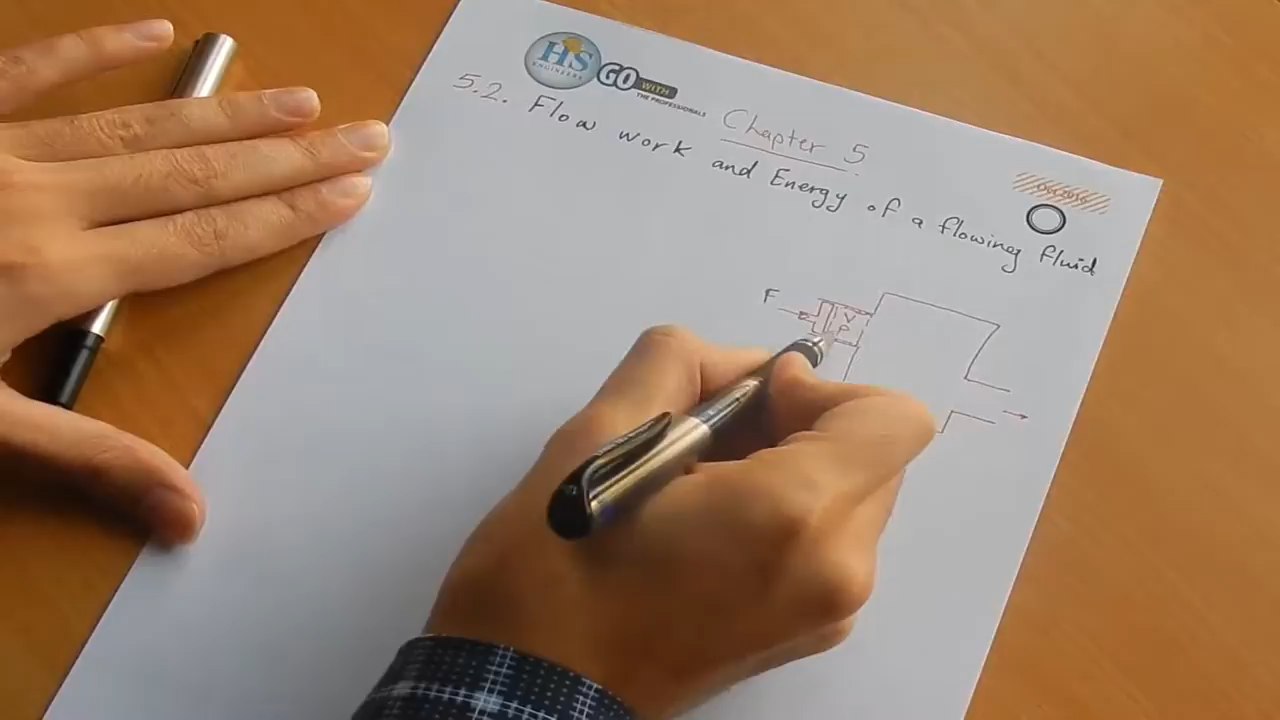 HS
ENGINEERS
GO
WITH
THE PROFESSIONALS
Chapter 5
5.2. Flow work and Energy of a flowing fluid
F
V
P